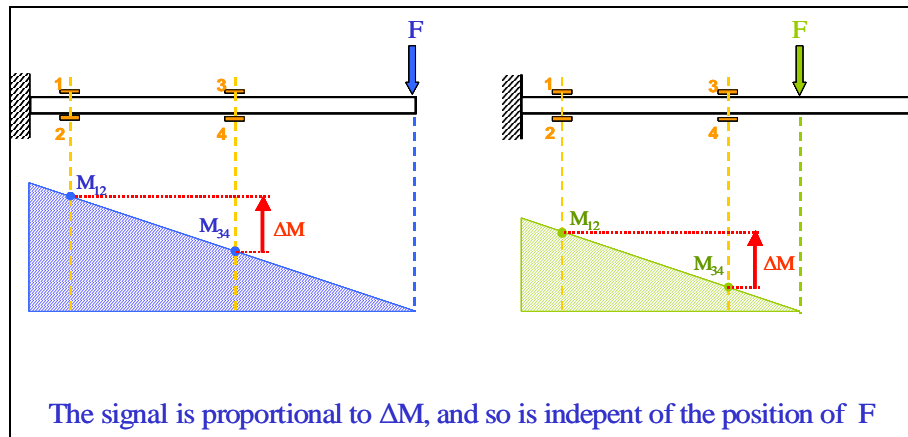 F
F
1
3
1
3
2
4
2
4
M12
M34
ΔM
M12
M34
ΔM
The signal is proportional to ΔM, and so is indepent of the position of F